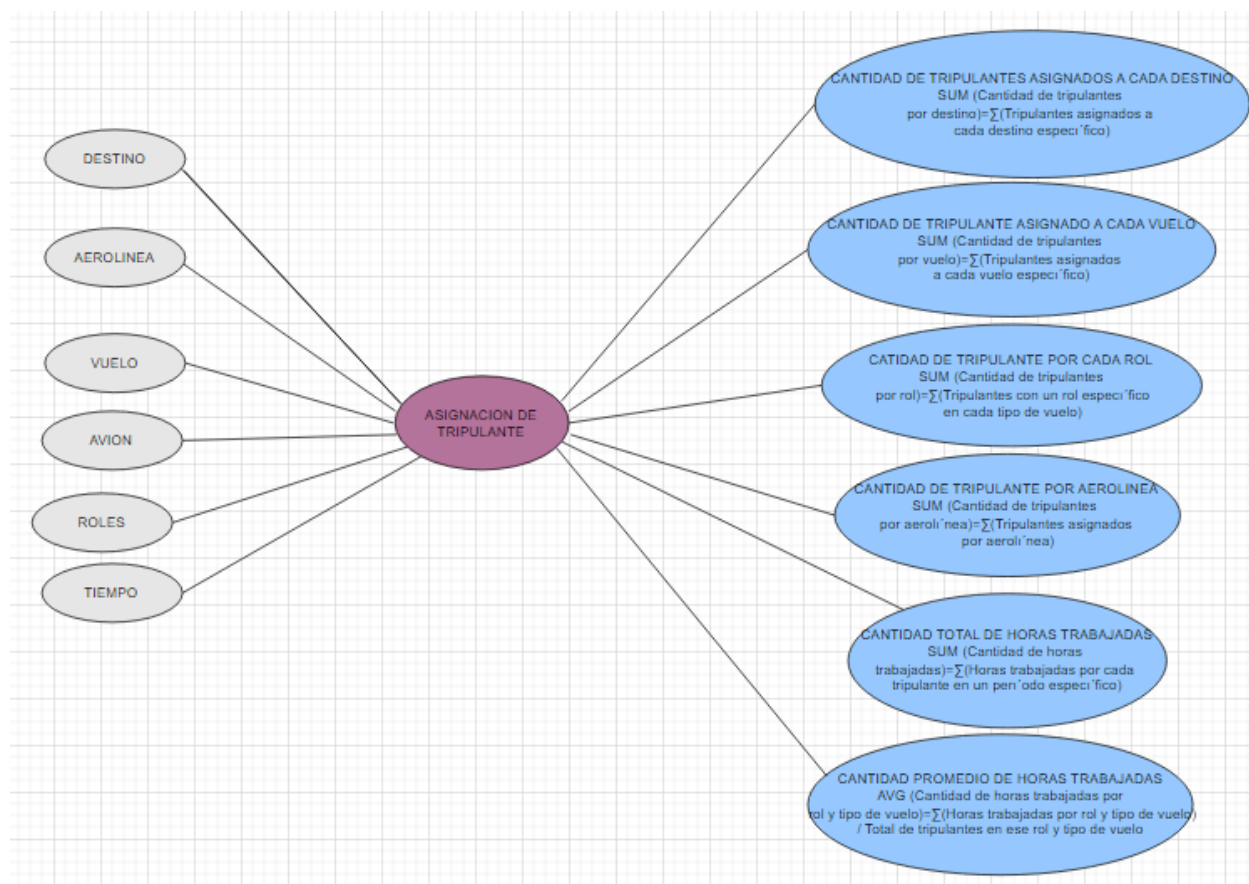 DESTINO
AEROLINEA
VUELO
AVION
ROLES
TIEMPO
ASIGNACION DE
TRIPULANTE
CANTIDAD DE TRIPULANTES ASIGNADOS A CADA DESTINO
SUM (Cantidad de tripulantes
por destino)=∑(Tripulantes asignados a
cada destino especı´fico)
CANTIDAD DE TRIPULANTE ASIGNADO A CADA VUELO
SUM (Cantidad de tripulantes
por vuelo)=∑(Tripulantes asignados
a cada vuelo especı´fico)
CATIDAD DE TRIPULANTE POR CADA ROL
SUM (Cantidad de tripulantes
por rol)=∑(Tripulantes con un rol especı´fico
en cada tipo de vuelo)
CANTIDAD DE TRIPULANTE POR AEROLINEA
SUM (Cantidad de tripulantes
por aerolı´nea)=∑(Tripulantes asignados
por aerolı´nea)
CANTIDAD TOTAL DE HORAS TRABAJADAS
SUM (Cantidad de horas
trabajadas)=∑(Horas trabajadas por cada
tripulante en un perı´odo especı´fico)
CANTIDAD PROMEDIO DE HORAS TRABAJADAS
AVG (Cantidad de horas trabajadas por
rol y tipo de vuelo)=∑(Horas trabajadas por rol y tipo de vuelo)
/ Total de tripulantes en ese rol y tipo de vuelo